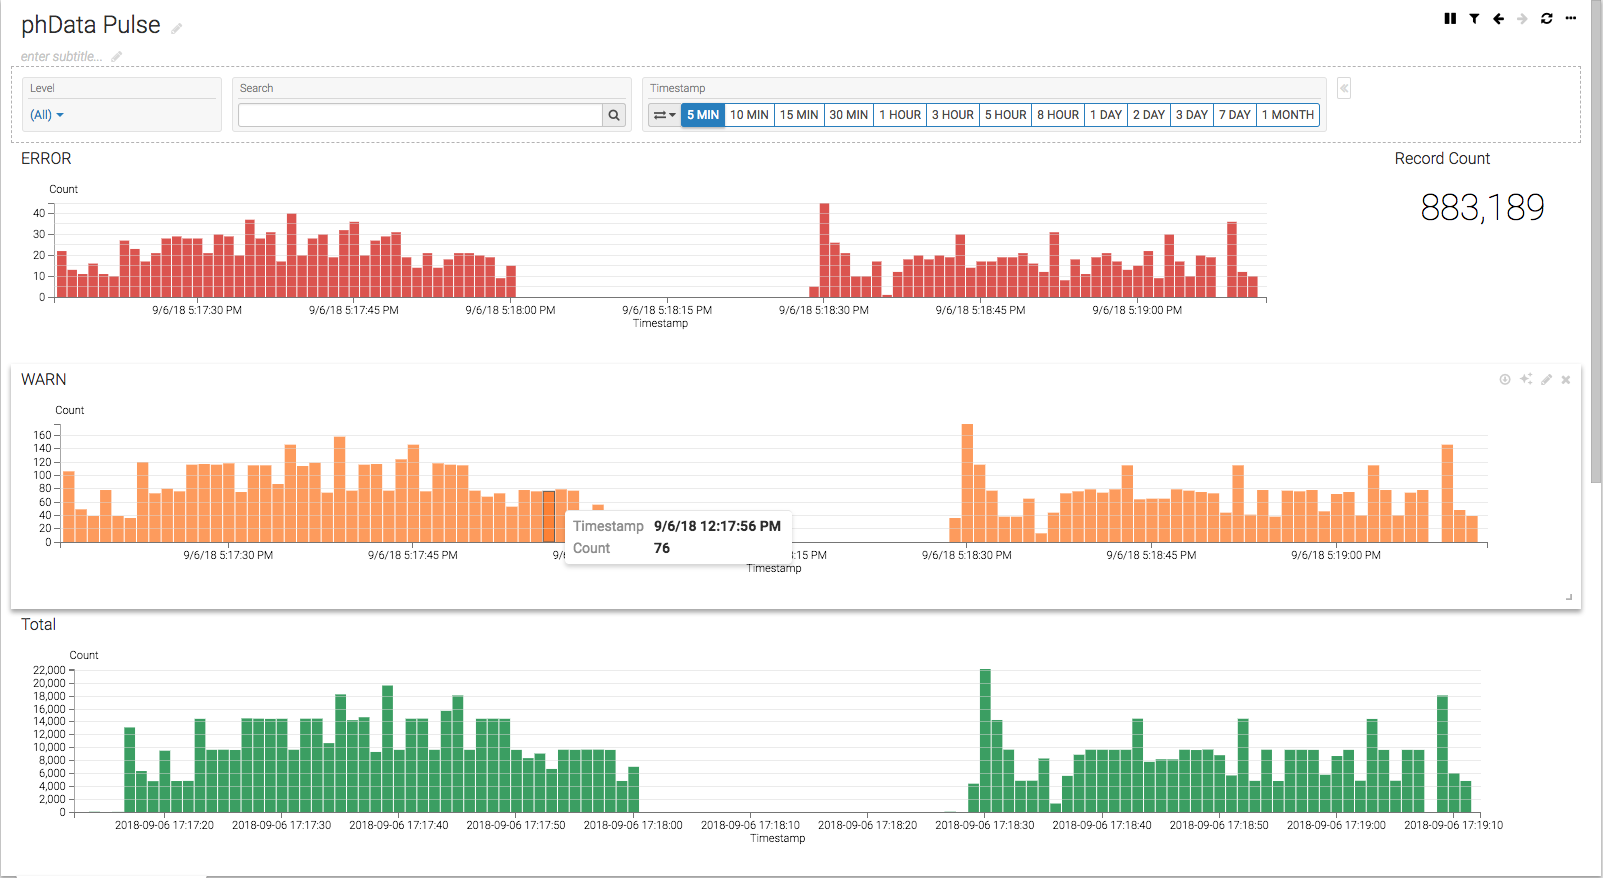 phData Pulse
enter subtitle...
Level
(All)
Search
Timestamp
5 MIN 10 MIN 15 MIN 30 MIN 1 HOUR 3 HOUR 5 HOUR 8 HOUR 1 DAY 2 DAY 3 DAY 7 DAY 1 MONTH
ERROR
Record Count
883,189
Count
40
30
20
10
0
9/6/18 5:17:30 PM 9/6/18 5:17:45 PM 9/6/18 5:18:00 PM 9/6/18 5:18:15 PM 9/6/18 5:18:30 PM 9/6/18 5:18:45 PM 9/6/18 5:19:00 PM
Timestamp
WARN
Count
160
140
120
100
80
60
40
20
0
Timestamp 9/6/18 12:17:56 PM
Count 76
9/6/18 5:17:30 PM 9/6/18 5:17:45 PM 9/6 :15 PM 9/6/18 5:18:30 PM 9/6/18 5:18:45 PM 9/6/18 5:19:00 PM
Timestamp
Total
Count
22,000
20,000
18,000
16,000
14,000
12,000
10,000
8,000
6,000
4,000
2,000
0
2018-09-06 17:17:20 2018-09-06 17:17:30 2018-09-06 17:17:40 2018-09-06 17:17:50 2018-09-06 17:18:00 2018-09-06 17:18:10 2018-09-06 17:18:20 2018-09-06 17:18:30 2018-09-06 17:18:40 2018-09-06 17:18:50 2018-09-06 17:19:00 2018-09-06 17:19:10
Timestamp